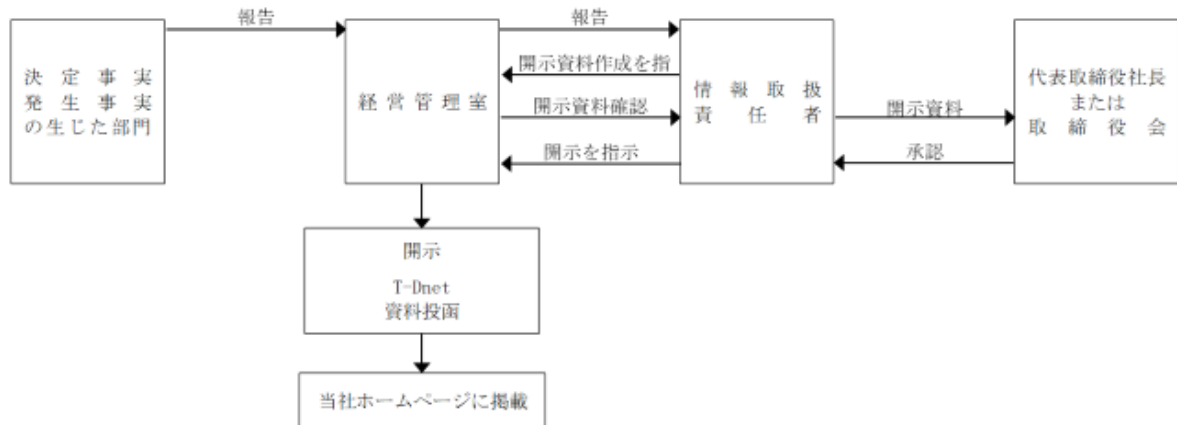 報告
報告
決定事実
発生事実
の生じた部門
経営管理室
開示資料作成を指
開示資料確認
開示を指示
情報取扱
責任者
開示資料
承認
代表取締役社長
または
取締役会
開示
T-Dnet
資料投函
当社ホームページに掲載